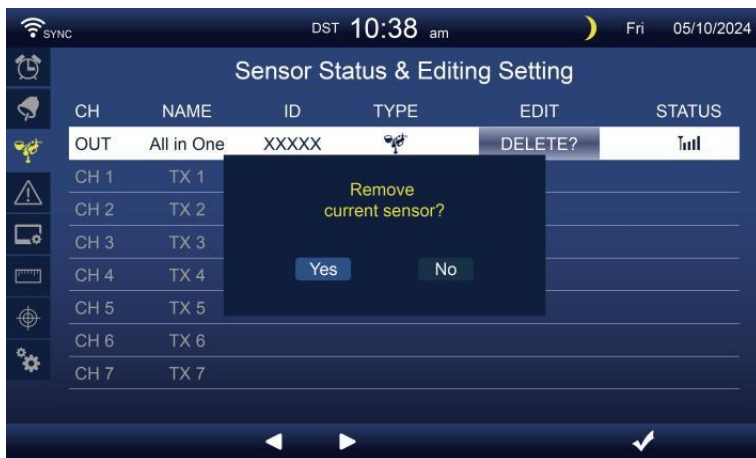 SYNC DST 10:38 am Fri 05/10/2024
Sensor Status & Editing Setting
CH NAME ID TYPE EDIT STATUS
OUT All in One XXXXX DELETE?
CH 1 TX 1
CH 2 TX 2
CH 3 TX 3
CH 4 TX 4
CH 5 TX 5
CH 6 TX 6
CH 7 TX 7
Remove
current sensor?
Yes No